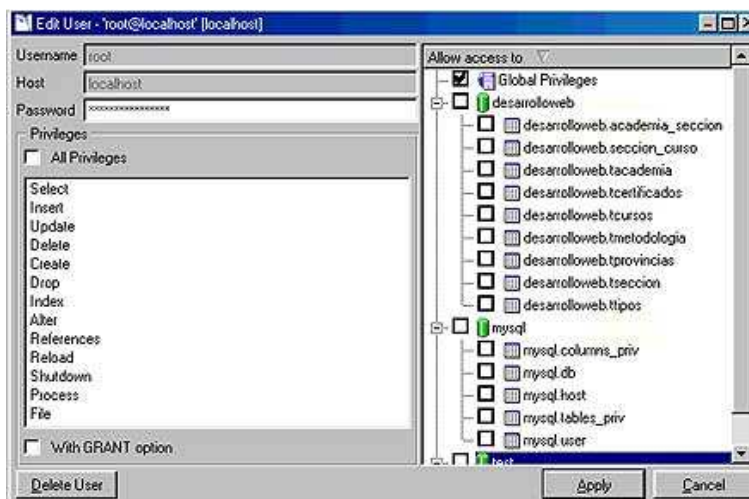 Edit User - 'root@localhost' [localhost]
Username root
Host localhost
Password ****************
Privileges
All Privileges
Select
Insert
Update
Delete
Create
Drop
Index
Alter
References
Reload
Shutdown
Process
File
With GRANT option
Allow access to
Global Privileges
desarrolloweb
desarrolloweb.academia_seccion
desarrolloweb.seccion_curso
desarrolloweb.tacademia
desarrolloweb.tcertificados
desarrolloweb.tcursos
desarrolloweb.tmetodologia
desarrolloweb.tprovincias
desarrolloweb.tseccion
desarrolloweb.ttipos
mysql
mysql.columns_priv
mysql.db
mysql.host
mysql.tables_priv
mysql.user
test
Delete User
Apply
Cancel